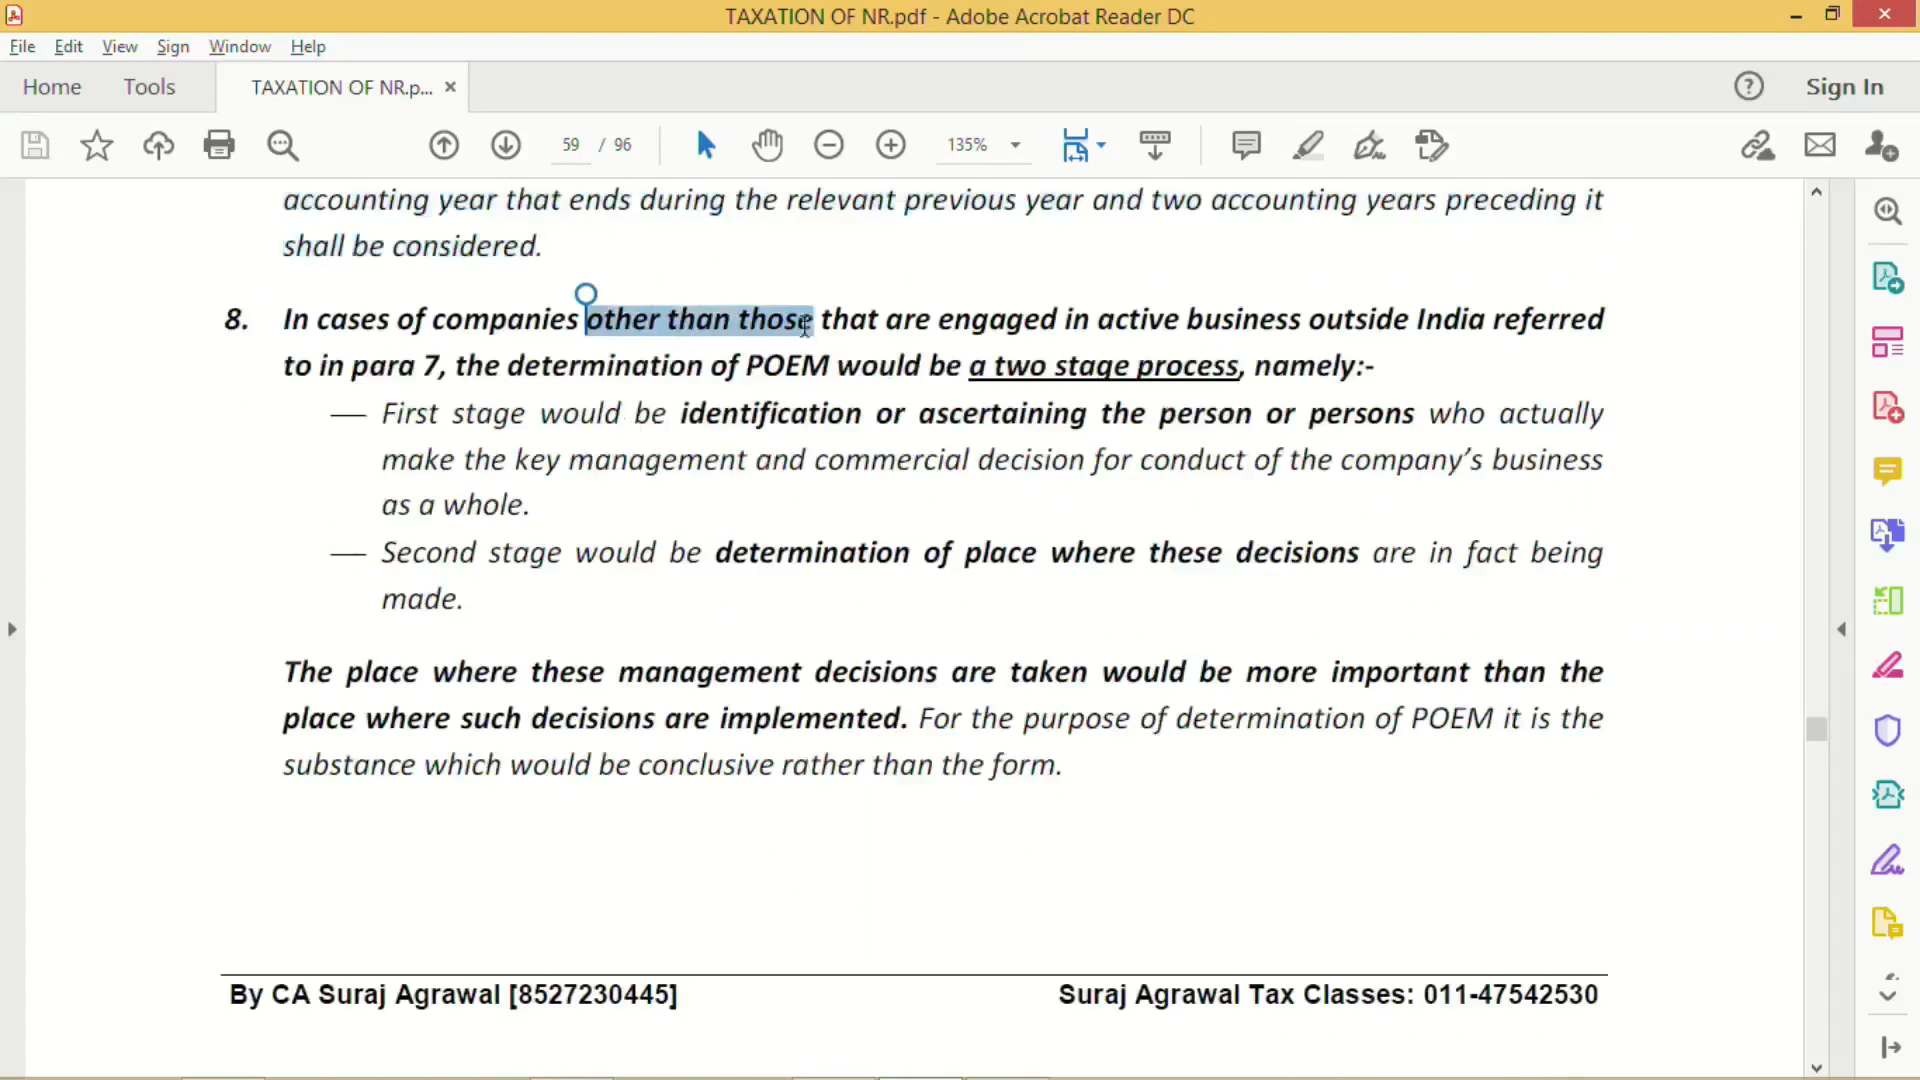 TAXATION OF NR.pdf - Adobe Acrobat Reader DC
File Edit View Sign Window Help
Home Tools TAXATION OF NR.p... × Sign In
59 / 96 135%
accounting year that ends during the relevant previous year and two accounting years preceding it
shall be considered.
8. In cases of companies other than those that are engaged in active business outside India referred
to in para 7, the determination of POEM would be a two stage process, namely:-
— First stage would be identification or ascertaining the person or persons who actually
make the key management and commercial decision for conduct of the company's business
as a whole.
— Second stage would be determination of place where these decisions are in fact being
made.
The place where these management decisions are taken would be more important than the
place where such decisions are implemented. For the purpose of determination of POEM it is the
substance which would be conclusive rather than the form.
By CA Suraj Agrawal [8527230445] Suraj Agrawal Tax Classes: 011-47542530